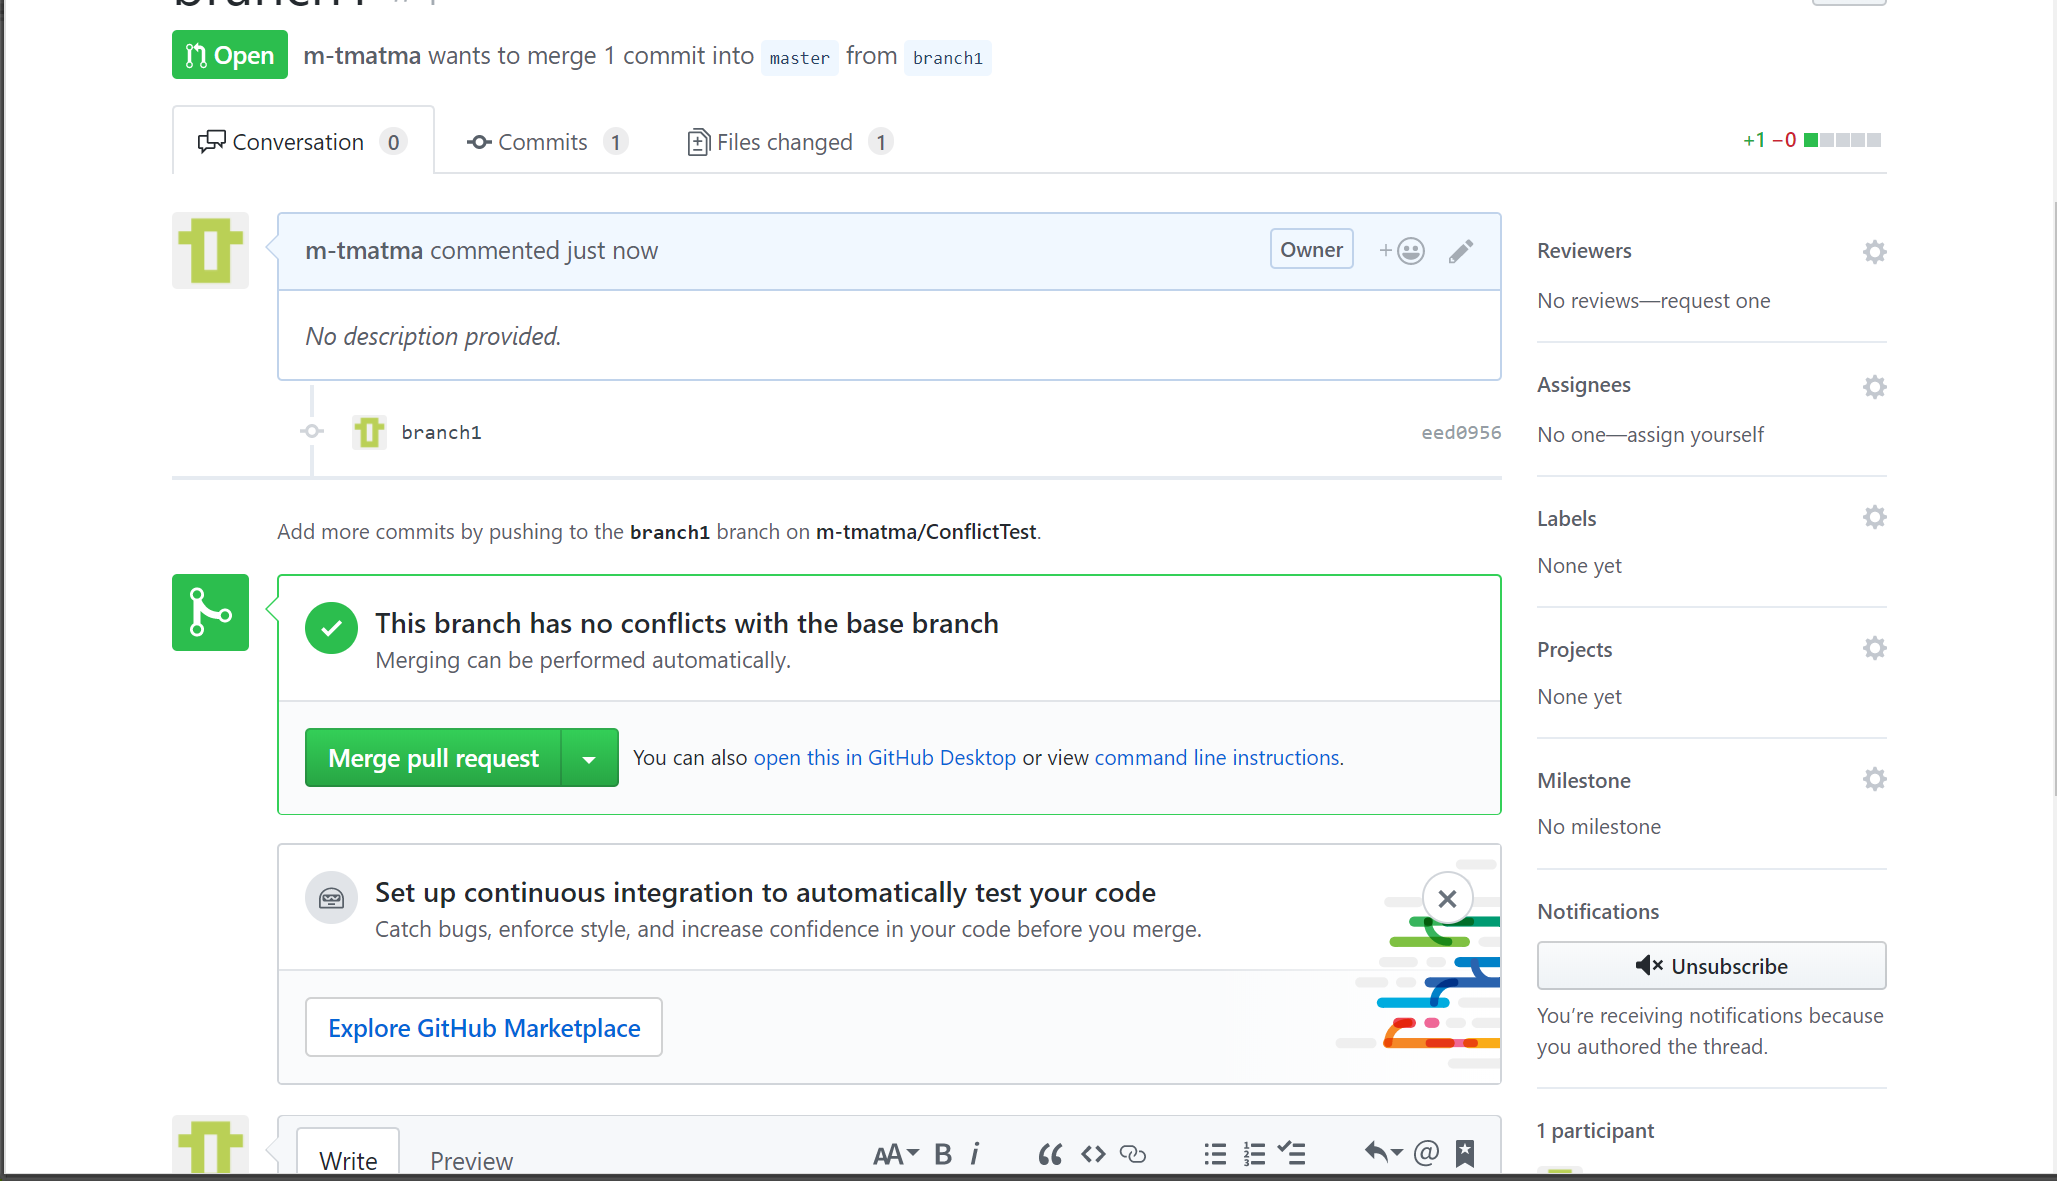 branch1
Open m-tmatma wants to merge 1 commit into master from branch1
Conversation 0 Commits 1 Files changed 1 +1 −0
m-tmatma commented just now Owner +
No description provided.
branch1 eed0956
Add more commits by pushing to the branch1 branch on m-tmatma/ConflictTest.
This branch has no conflicts with the base branch
Merging can be performed automatically.
Merge pull request You can also open this in GitHub Desktop or view command line instructions.
Set up continuous integration to automatically test your code
Catch bugs, enforce style, and increase confidence in your code before you merge.
Explore GitHub Marketplace
Write Preview AA B i
Reviewers
No reviews—request one
Assignees
No one—assign yourself
Labels
None yet
Projects
None yet
Milestone
No milestone
Notifications
Unsubscribe
You’re receiving notifications because
you authored the thread.
1 participant